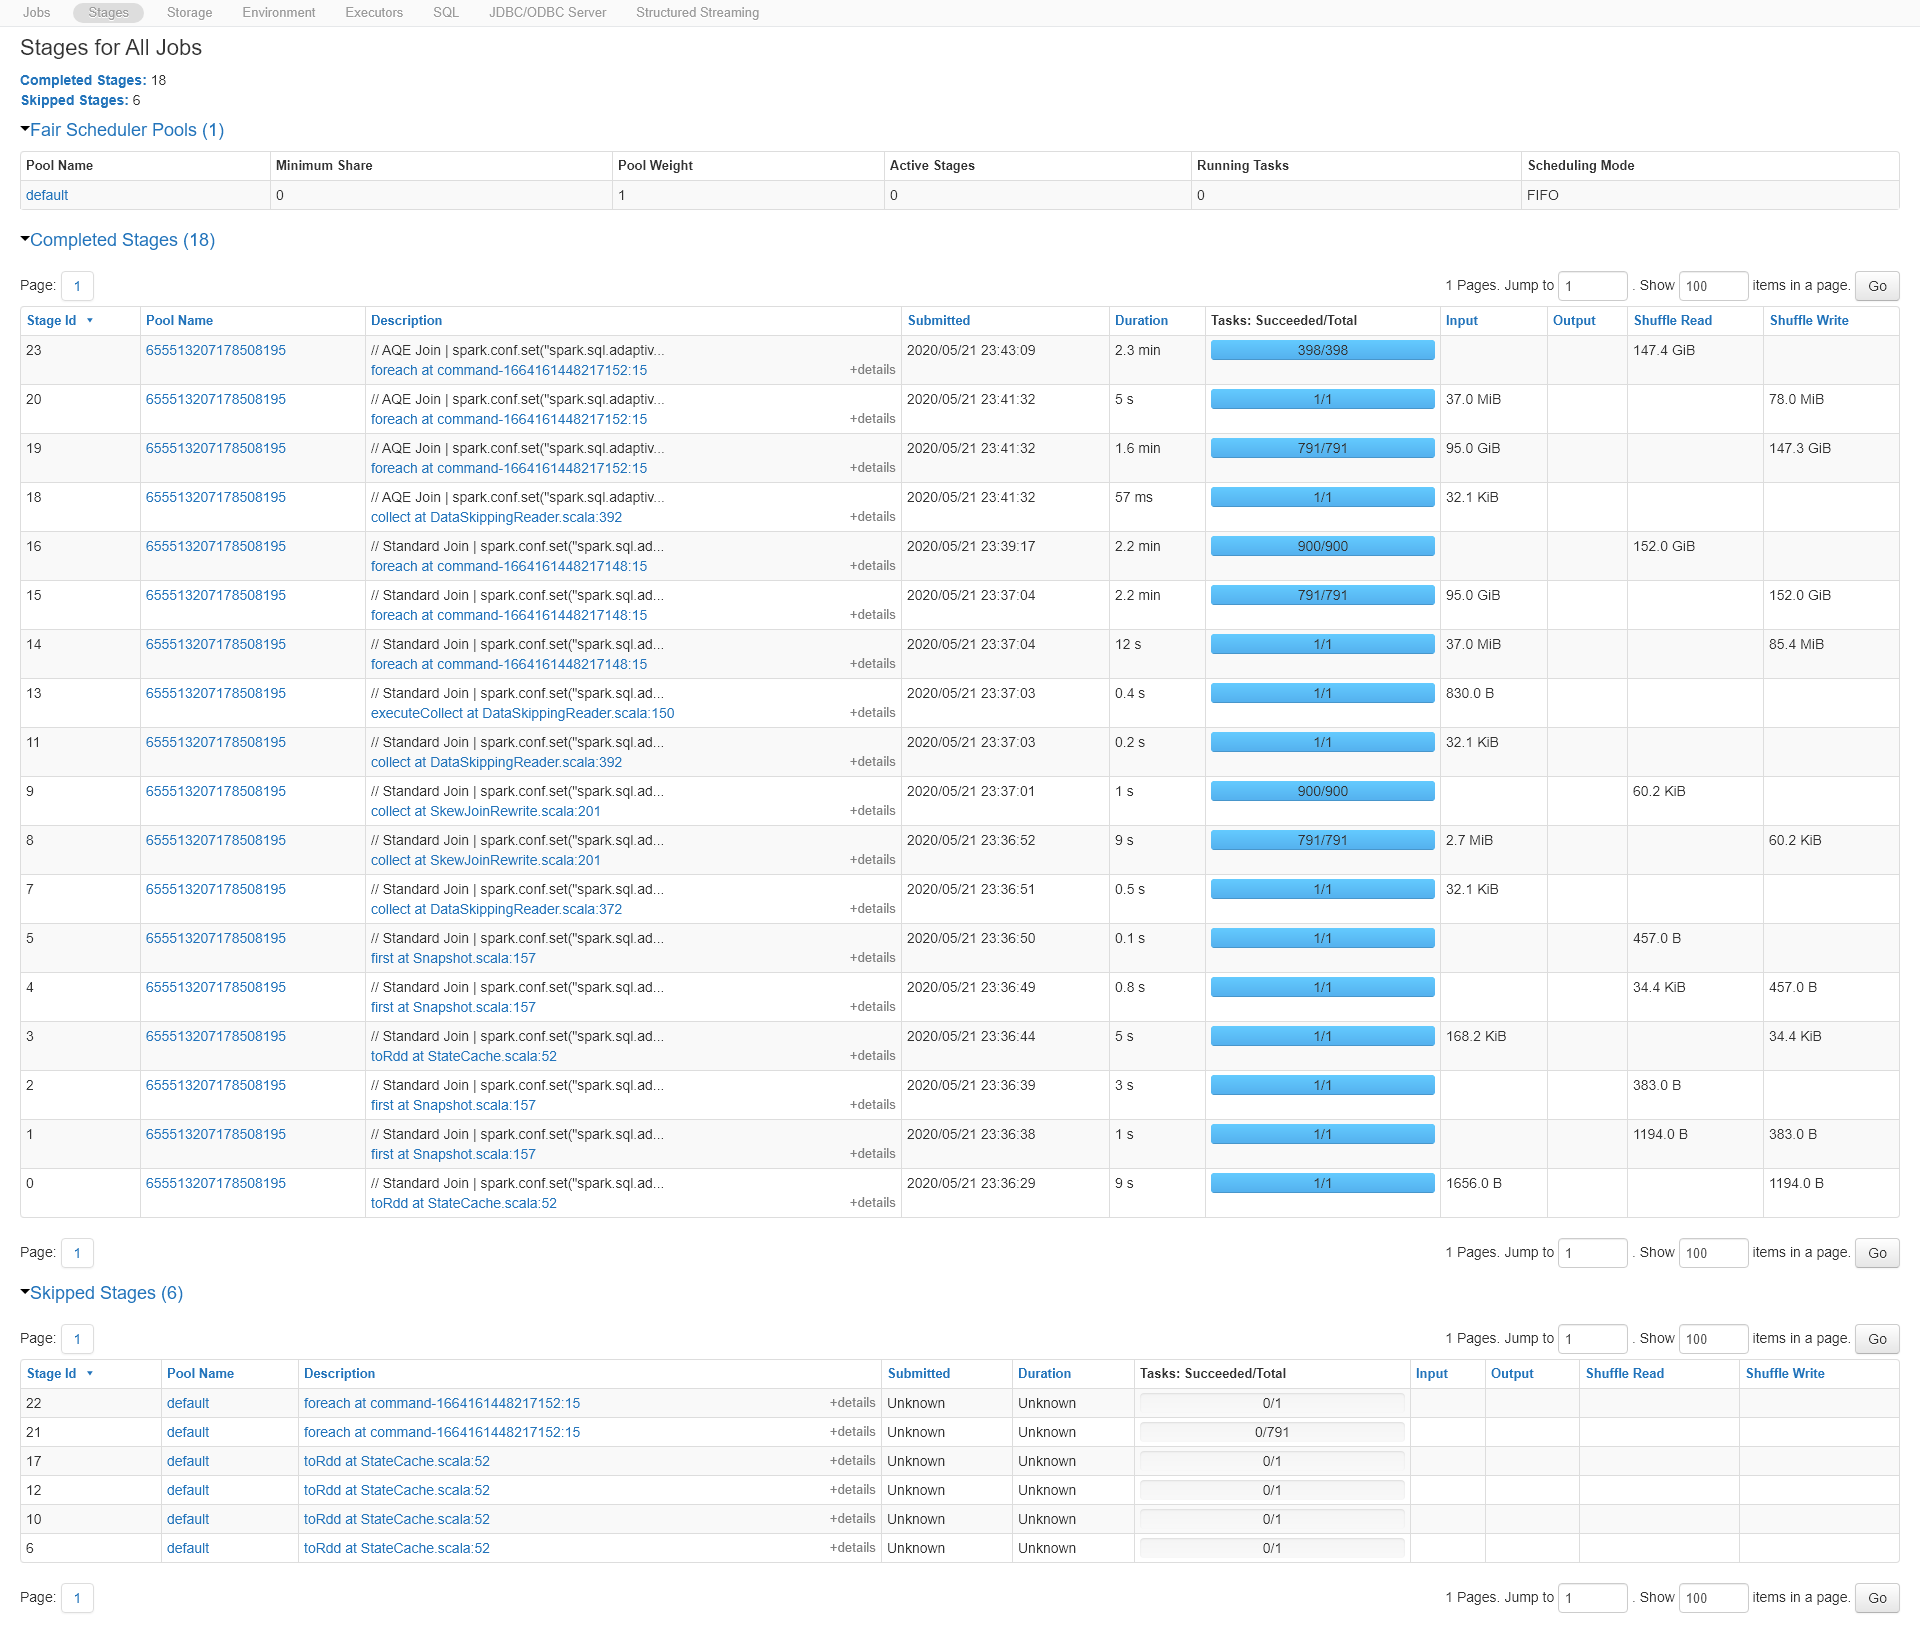 Jobs Stages Storage Environment Executors SQL JDBC/ODBC Server Structured Streaming
Stages for All Jobs
Completed Stages: 18
Skipped Stages: 6
Fair Scheduler Pools (1)
Pool Name Minimum Share Pool Weight Active Stages Running Tasks Scheduling Mode
default 0 1 0 0 FIFO
Completed Stages (18)
Page: 1 1 Pages. Jump to 1 . Show 100 items in a page. Go
Stage Id Pool Name Description Submitted Duration Tasks: Succeeded/Total Input Output Shuffle Read Shuffle Write
23 655513207178508195 // AQE Join | spark.conf.set("spark.sql.adaptiv... 2020/05/21 23:43:09 2.3 min 398/398 147.4 GiB
foreach at command-1664161448217152:15 +details
20 655513207178508195 // AQE Join | spark.conf.set("spark.sql.adaptiv... 2020/05/21 23:41:32 5 s 1/1 37.0 MiB 78.0 MiB
foreach at command-1664161448217152:15 +details
19 655513207178508195 // AQE Join | spark.conf.set("spark.sql.adaptiv... 2020/05/21 23:41:32 1.6 min 791/791 95.0 GiB 147.3 GiB
foreach at command-1664161448217152:15 +details
18 655513207178508195 // AQE Join | spark.conf.set("spark.sql.adaptiv... 2020/05/21 23:41:32 57 ms 1/1 32.1 KiB
collect at DataSkippingReader.scala:392 +details
16 655513207178508195 // Standard Join | spark.conf.set("spark.sql.ad... 2020/05/21 23:39:17 2.2 min 900/900 152.0 GiB
foreach at command-1664161448217148:15 +details
15 655513207178508195 // Standard Join | spark.conf.set("spark.sql.ad... 2020/05/21 23:37:04 2.2 min 791/791 95.0 GiB 152.0 GiB
foreach at command-1664161448217148:15 +details
14 655513207178508195 // Standard Join | spark.conf.set("spark.sql.ad... 2020/05/21 23:37:04 12 s 1/1 37.0 MiB 85.4 MiB
foreach at command-1664161448217148:15 +details
13 655513207178508195 // Standard Join | spark.conf.set("spark.sql.ad... 2020/05/21 23:37:03 0.4 s 1/1 830.0 B
executeCollect at DataSkippingReader.scala:150 +details
11 655513207178508195 // Standard Join | spark.conf.set("spark.sql.ad... 2020/05/21 23:37:03 0.2 s 1/1 32.1 KiB
collect at DataSkippingReader.scala:392 +details
9 655513207178508195 // Standard Join | spark.conf.set("spark.sql.ad... 2020/05/21 23:37:01 1 s 900/900 60.2 KiB
collect at SkewJoinRewrite.scala:201 +details
8 655513207178508195 // Standard Join | spark.conf.set("spark.sql.ad... 2020/05/21 23:36:52 9 s 791/791 2.7 MiB 60.2 KiB
collect at SkewJoinRewrite.scala:201 +details
7 655513207178508195 // Standard Join | spark.conf.set("spark.sql.ad... 2020/05/21 23:36:51 0.5 s 1/1 32.1 KiB
collect at DataSkippingReader.scala:372 +details
5 655513207178508195 // Standard Join | spark.conf.set("spark.sql.ad... 2020/05/21 23:36:50 0.1 s 1/1 457.0 B
first at Snapshot.scala:157 +details
4 655513207178508195 // Standard Join | spark.conf.set("spark.sql.ad... 2020/05/21 23:36:49 0.8 s 1/1 34.4 KiB 457.0 B
first at Snapshot.scala:157 +details
3 655513207178508195 // Standard Join | spark.conf.set("spark.sql.ad... 2020/05/21 23:36:44 5 s 1/1 168.2 KiB 34.4 KiB
toRdd at StateCache.scala:52 +details
2 655513207178508195 // Standard Join | spark.conf.set("spark.sql.ad... 2020/05/21 23:36:39 3 s 1/1 383.0 B
first at Snapshot.scala:157 +details
1 655513207178508195 // Standard Join | spark.conf.set("spark.sql.ad... 2020/05/21 23:36:38 1 s 1/1 1194.0 B 383.0 B
first at Snapshot.scala:157 +details
0 655513207178508195 // Standard Join | spark.conf.set("spark.sql.ad... 2020/05/21 23:36:29 9 s 1/1 1656.0 B 1194.0 B
toRdd at StateCache.scala:52 +details
Page: 1 1 Pages. Jump to 1 . Show 100 items in a page. Go
Skipped Stages (6)
Page: 1 1 Pages. Jump to 1 . Show 100 items in a page. Go
Stage Id Pool Name Description Submitted Duration Tasks: Succeeded/Total Input Output Shuffle Read Shuffle Write
22 default foreach at command-1664161448217152:15 +details Unknown Unknown 0/1
21 default foreach at command-1664161448217152:15 +details Unknown Unknown 0/791
17 default toRdd at StateCache.scala:52 +details Unknown Unknown 0/1
12 default toRdd at StateCache.scala:52 +details Unknown Unknown 0/1
10 default toRdd at StateCache.scala:52 +details Unknown Unknown 0/1
6 default toRdd at StateCache.scala:52 +details Unknown Unknown 0/1
Page: 1 1 Pages. Jump to 1 . Show 100 items in a page. Go